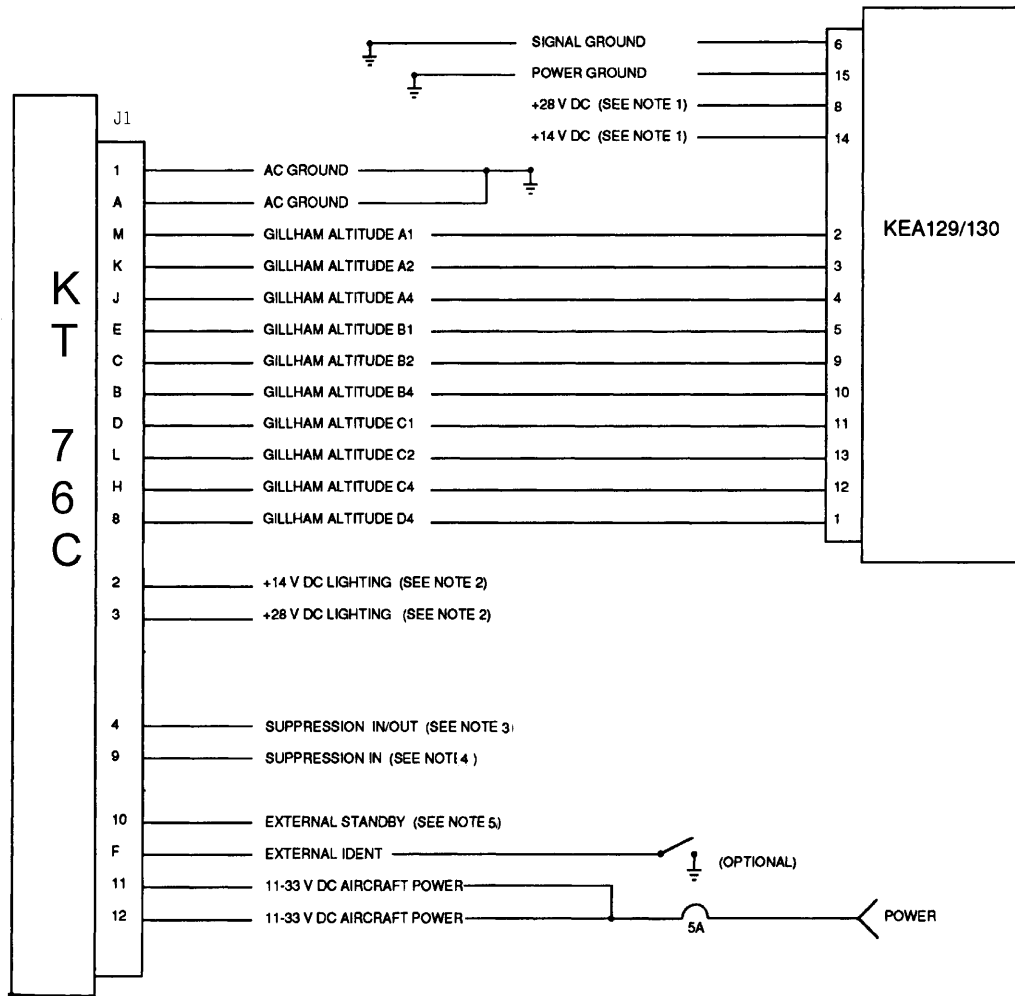 SIGNAL GROUND 6
POWER GROUND 15
+28 V DC (SEE NOTE 1) 8
+14 V DC (SEE NOTE 1) 14
J1
1 AC GROUND
A AC GROUND
M GILLHAM ALTITUDE A1 2
KEA129/130
K GILLHAM ALTITUDE A2 3
J GILLHAM ALTITUDE A4 4
E GILLHAM ALTITUDE B1 5
C GILLHAM ALTITUDE B2 9
B GILLHAM ALTITUDE B4 10
D GILLHAM ALTITUDE C1 11
L GILLHAM ALTITUDE C2 13
H GILLHAM ALTITUDE C4 12
8 GILLHAM ALTITUDE D4 1
KT 76C
2 +14 V DC LIGHTING (SEE NOTE 2)
3 +28 V DC LIGHTING (SEE NOTE 2)
4 SUPPRESSION IN/OUT (SEE NOTE 3)
9 SUPPRESSION IN (SEE NOTE 4)
10 EXTERNAL STANDBY (SEE NOTE 5)
F EXTERNAL IDENT (OPTIONAL)
11 11-33 V DC AIRCRAFT POWER
12 11-33 V DC AIRCRAFT POWER 5A POWER